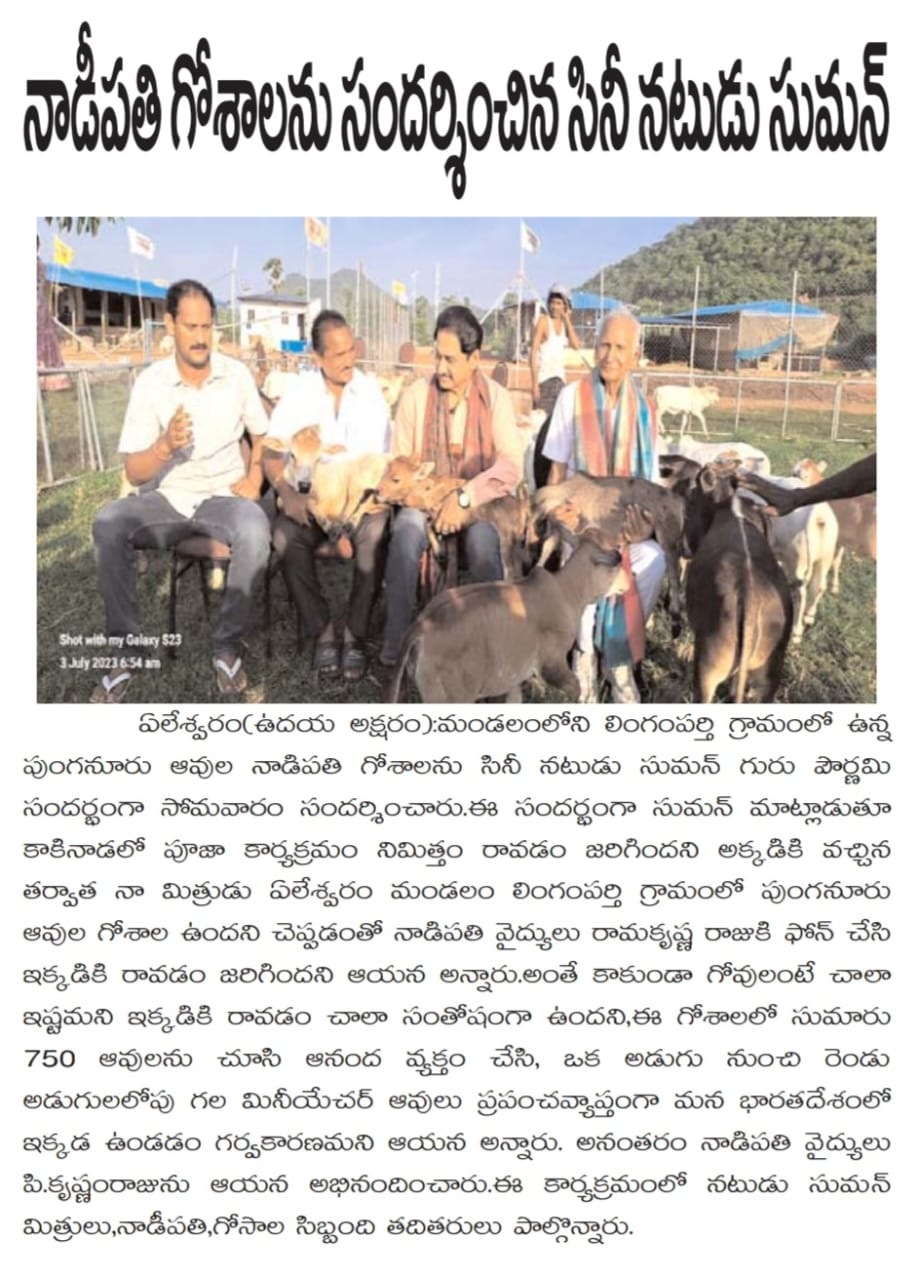 నాడీపతి గోశాలను సందర్శించిన సినీ నటుడు సుమన్
Shot with my Galaxy S23
3 July 2023 6:54 am
ఏలేశ్వరం(ఉదయ అక్షరం):మండలంలోని లింగంపర్తి గ్రామంలో ఉన్న
పుంగనూరు ఆవుల నాడిపతి గోశాలను సినీ నటుడు సుమన్ గురు పౌర్ణమి
సందర్భంగా సోమవారం సందర్శించారు.ఈ సందర్భంగా సుమన్ మాట్లాడుతూ
కాకినాడలో పూజా కార్యక్రమం నిమిత్తం రావడం జరిగిందని అక్కడికి వచ్చిన
తర్వాత నా మిత్రుడు ఏలేశ్వరం మండలం లింగంపర్తి గ్రామంలో పుంగనూరు
ఆవుల గోశాల ఉందని చెప్పడంతో నాడిపతి వైద్యులు రామకృష్ణ రాజుకి ఫోన్ చేసి
ఇక్కడికి రావడం జరిగిందని ఆయన అన్నారు.అంతే కాకుండా గోవులంటే చాలా
ఇష్టమని ఇక్కడికి రావడం చాలా సంతోషంగా ఉందని,ఈ గోశాలలో సుమారు
750 ఆవులను చూసి ఆనంద వ్యక్తం చేసి, ఒక అడుగు నుంచి రెండు
అడుగులలోపు గల మినీయేచర్ ఆవులు ప్రపంచవ్యాప్తంగా మన భారతదేశంలో
ఇక్కడ ఉండడం గర్వకారణమని ఆయన అన్నారు. అనంతరం నాడిపతి వైద్యులు
పి.కృష్ణంరాజును ఆయన అభినందించారు.ఈ కార్యక్రమంలో నటుడు సుమన్
మిత్రులు,నాడీపతి,గోసాల సిబ్బంది తదితరులు పాల్గొన్నారు.